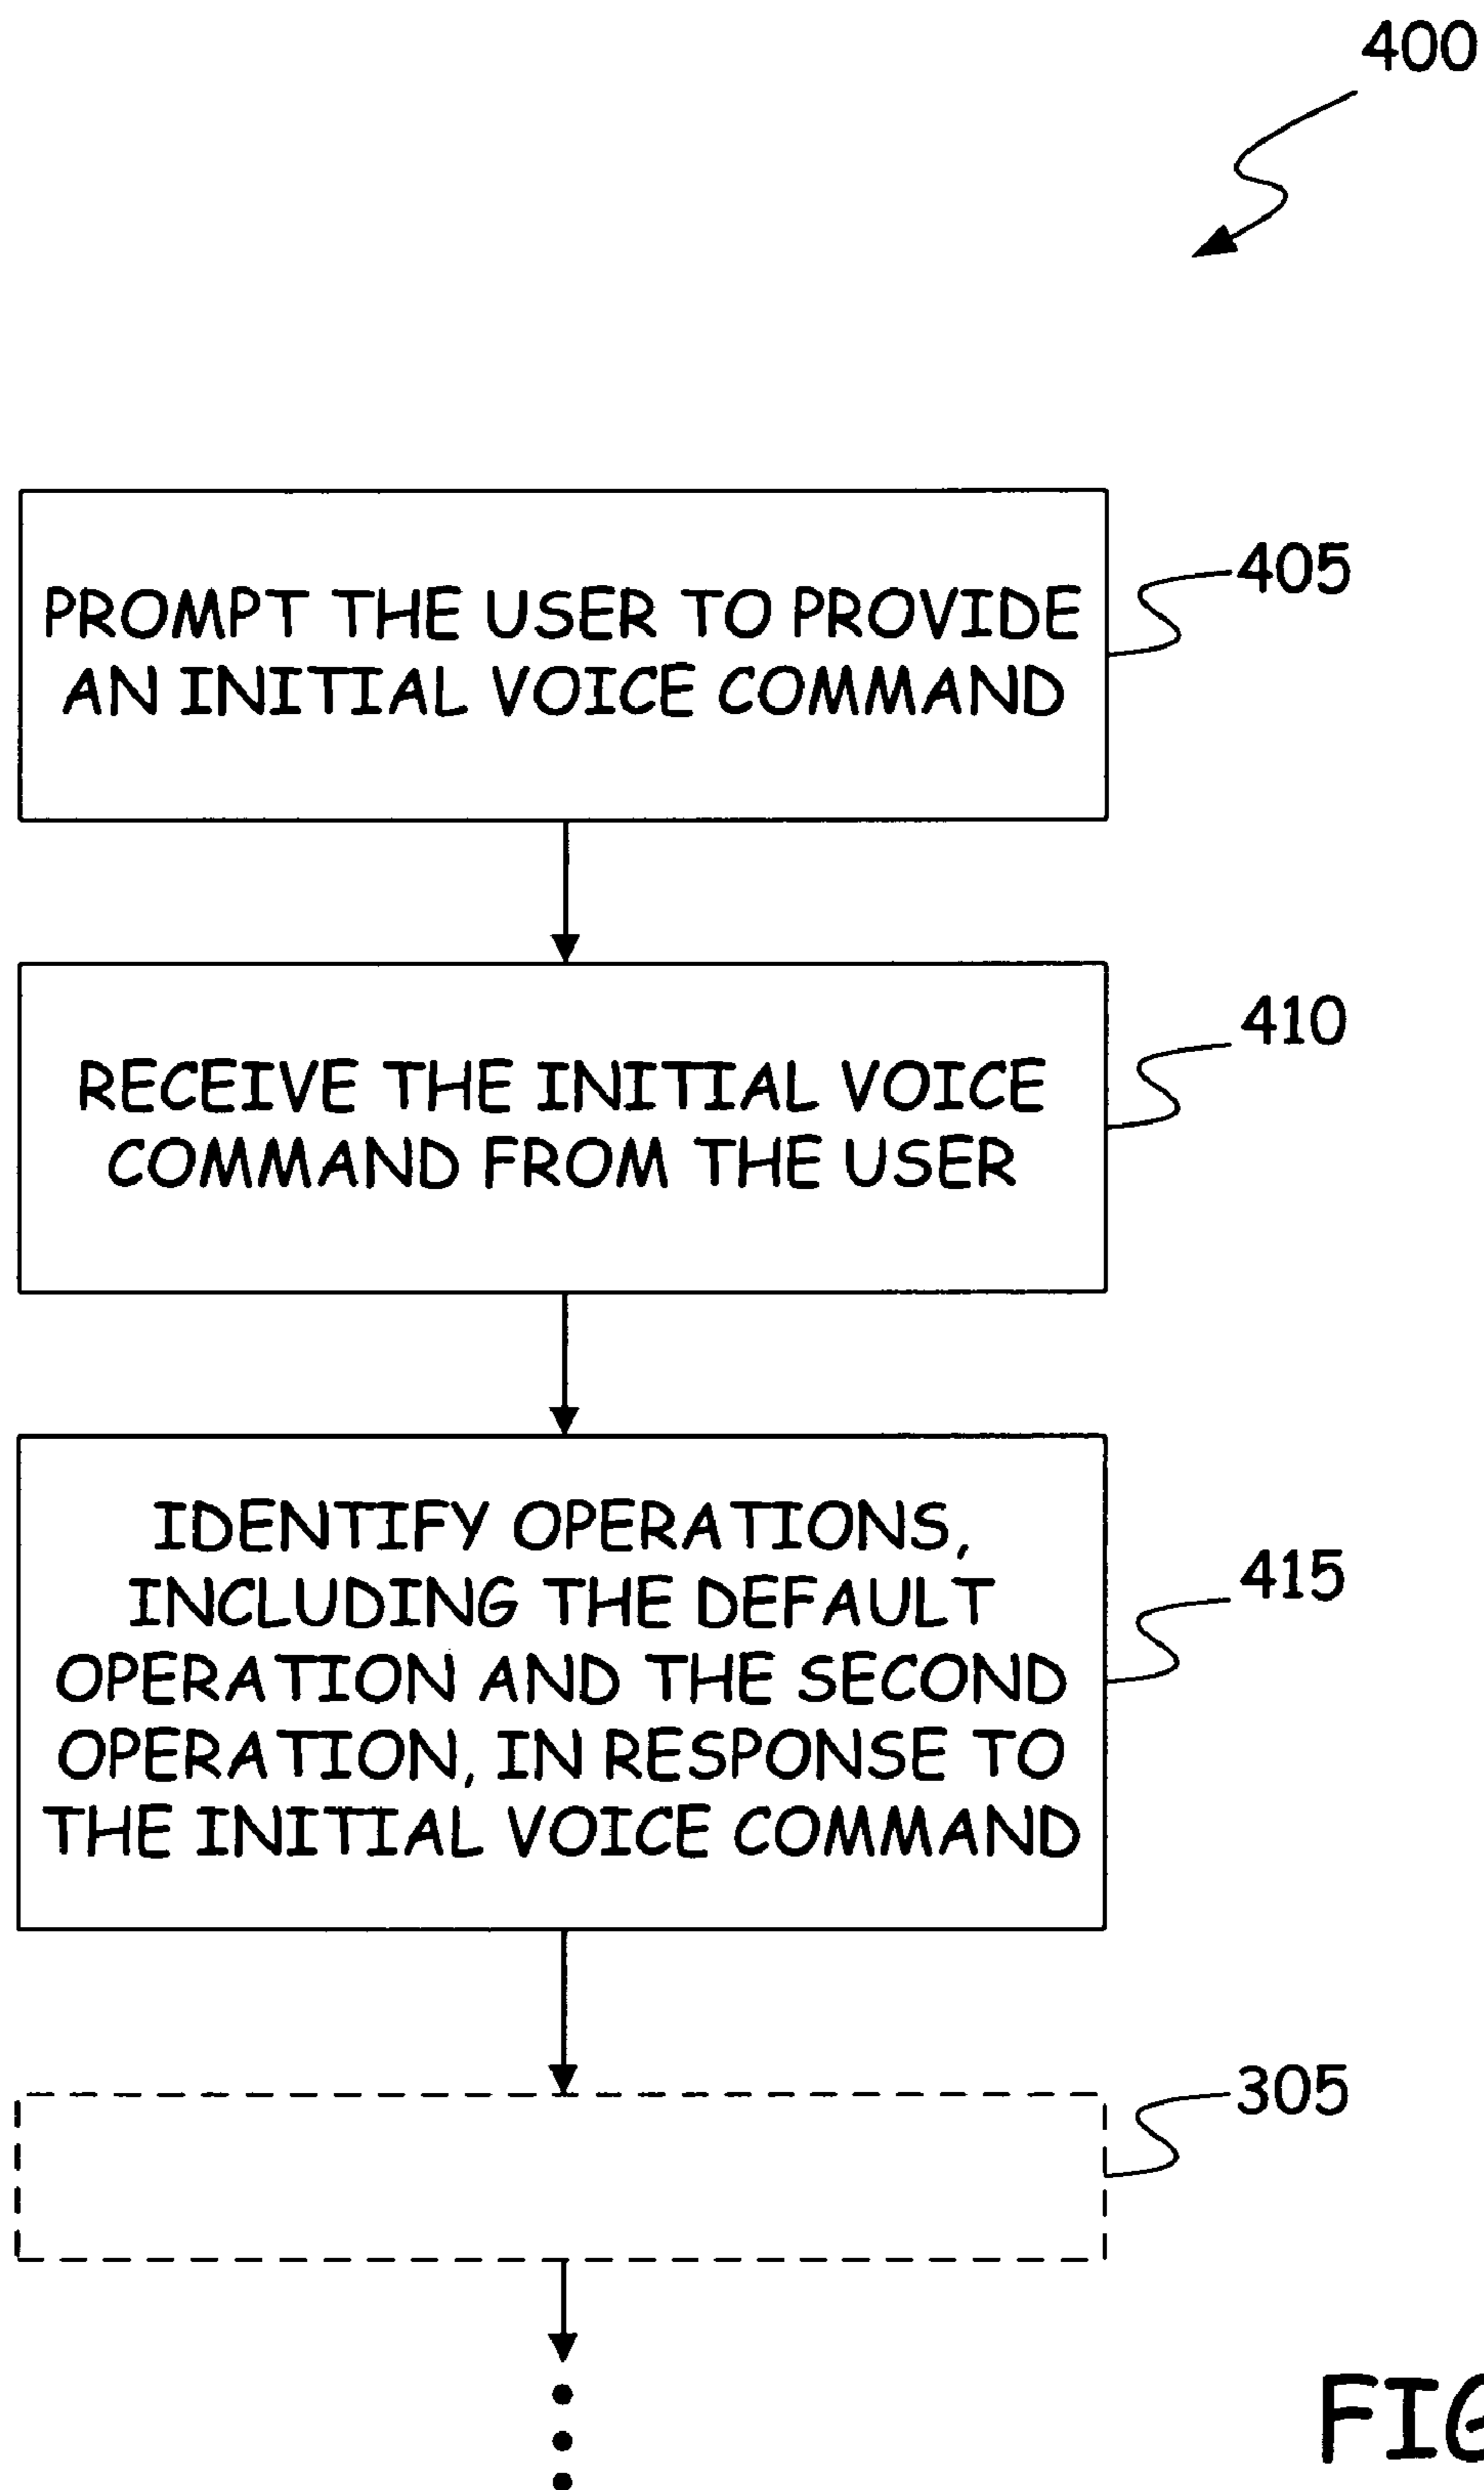 400
PROMPT THE USER TO PROVIDE
AN INITIAL VOICE COMMAND
405
RECEIVE THE INITIAL VOICE
COMMAND FROM THE USER
410
IDENTIFY OPERATIONS,
INCLUDING THE DEFAULT
OPERATION AND THE SECOND
OPERATION, IN RESPONSE TO
THE INITIAL VOICE COMMAND
415
305